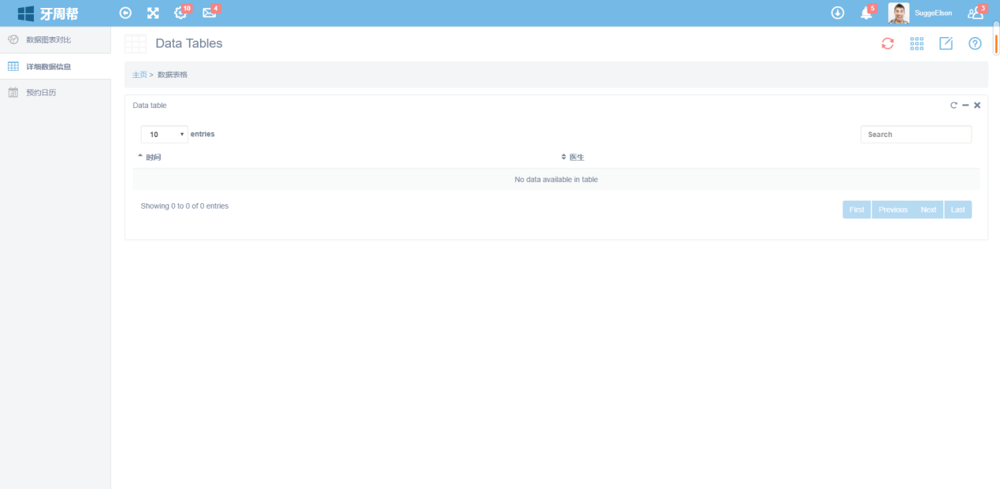 牙周帮 10 4 5 SuggeElson 3
数据图表对比
详细数据信息
预约日历
Data Tables
主页 > 数据表格
Data table
10 entries Search
时间 医生
No data available in table
Showing 0 to 0 of 0 entries
First Previous Next Last